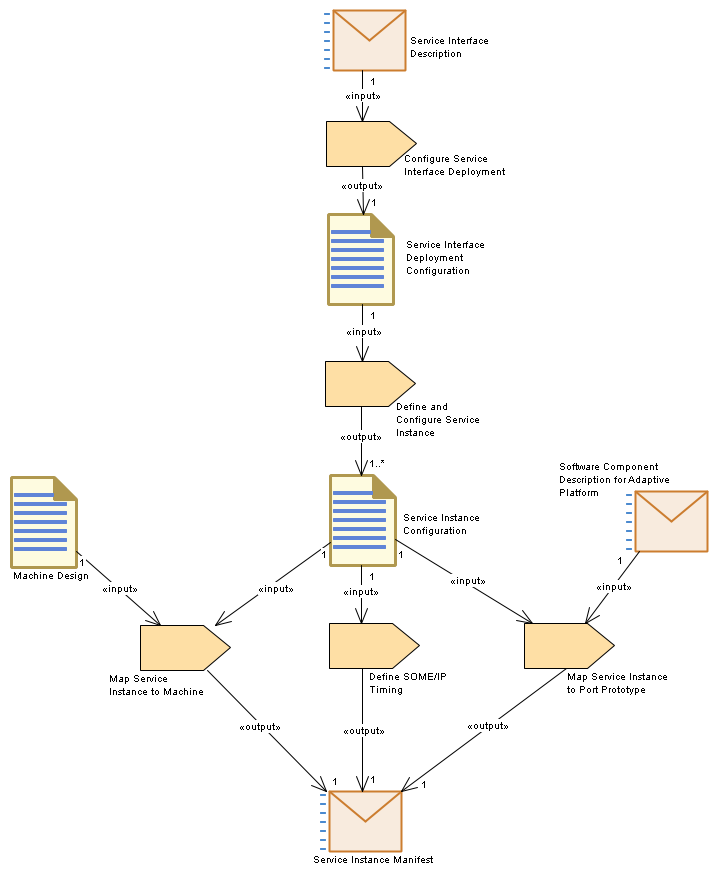 Service Interface
Description
1
«input»
Configure Service
Interface Deployment
«output»
1
Service Interface
Deployment
Configuration
1
«input»
Define and
Configure Service
Instance
«output»
1..*
Software Component
Description for Adaptive
Platform
Service Instance
Configuration
Machine Design
1
1
1
1
1
«input»
«input»
«input»
«input»
«input»
Map Service
Instance to Machine
Define SOME/IP
Timing
Map Service Instance
to Port Prototype
«output»
«output»
«output»
1
1
1
Service Instance Manifest